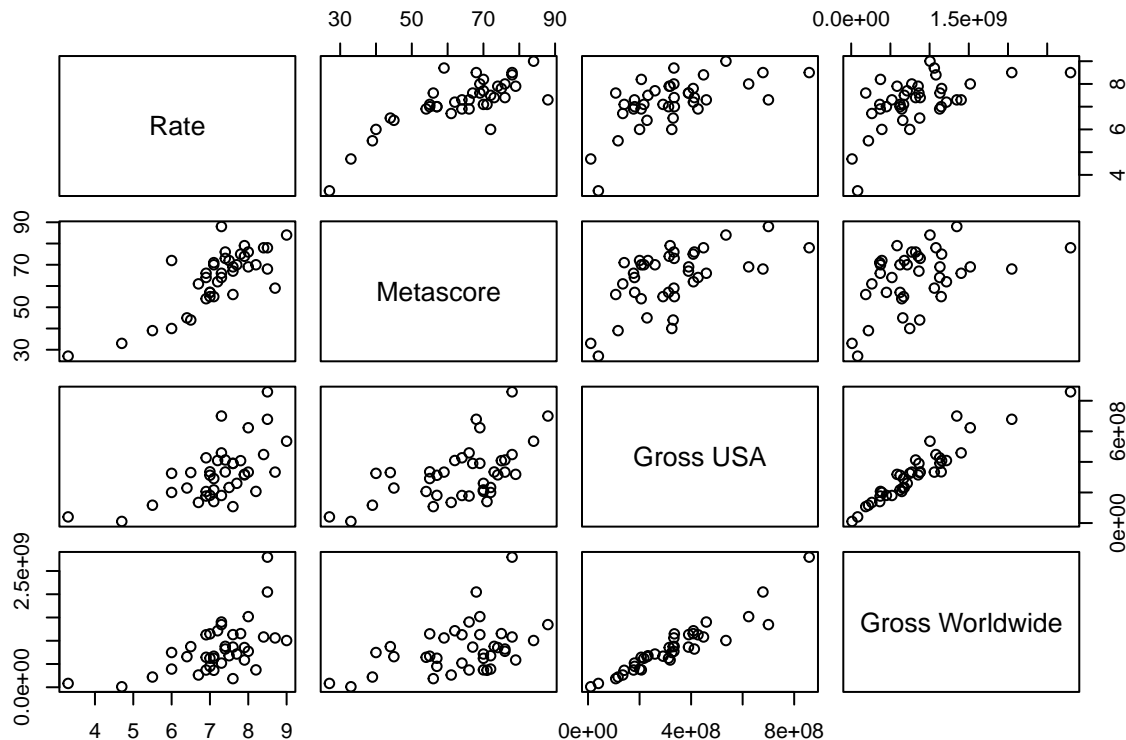 30 50 70 90
0.0e+00 1.5e+09
Rate
4 6 8
30 50 70 90
Metascore
Gross USA
0e+00 6e+08
0.0e+00 2.5e+09
Gross Worldwide
4 5 6 7 8 9
0e+00 4e+08 8e+08